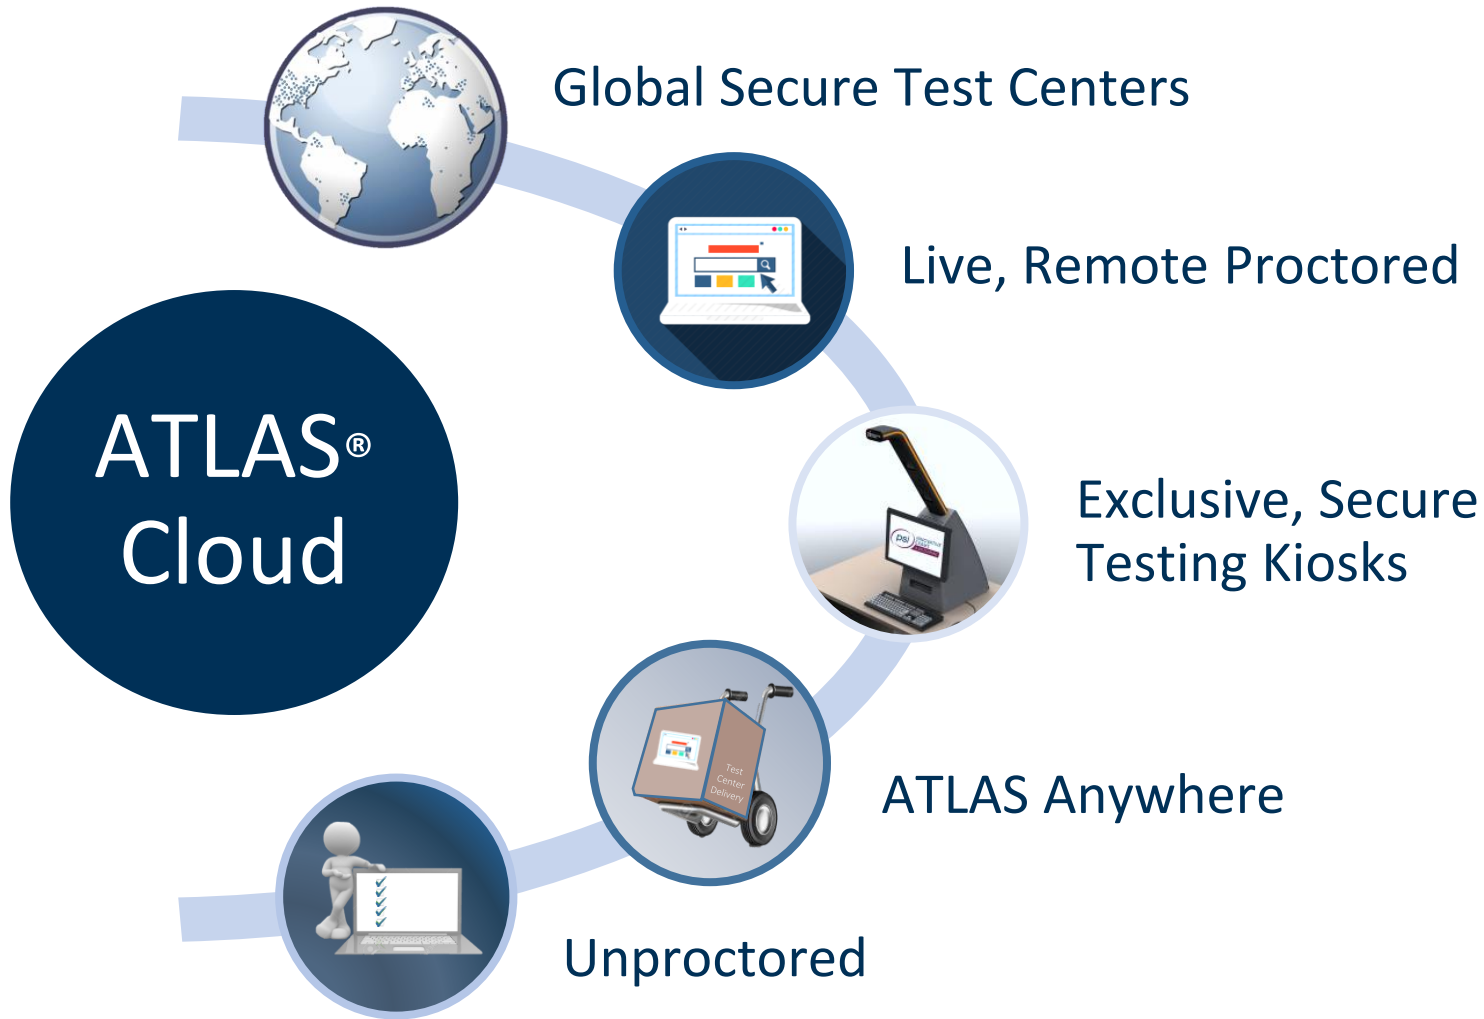 Global Secure Test Centers
Live, Remote Proctored
ATLAS®
Cloud
psi
Exclusive, Secure
Testing Kiosks
Test
Center
Delivery
ATLAS Anywhere
Unproctored